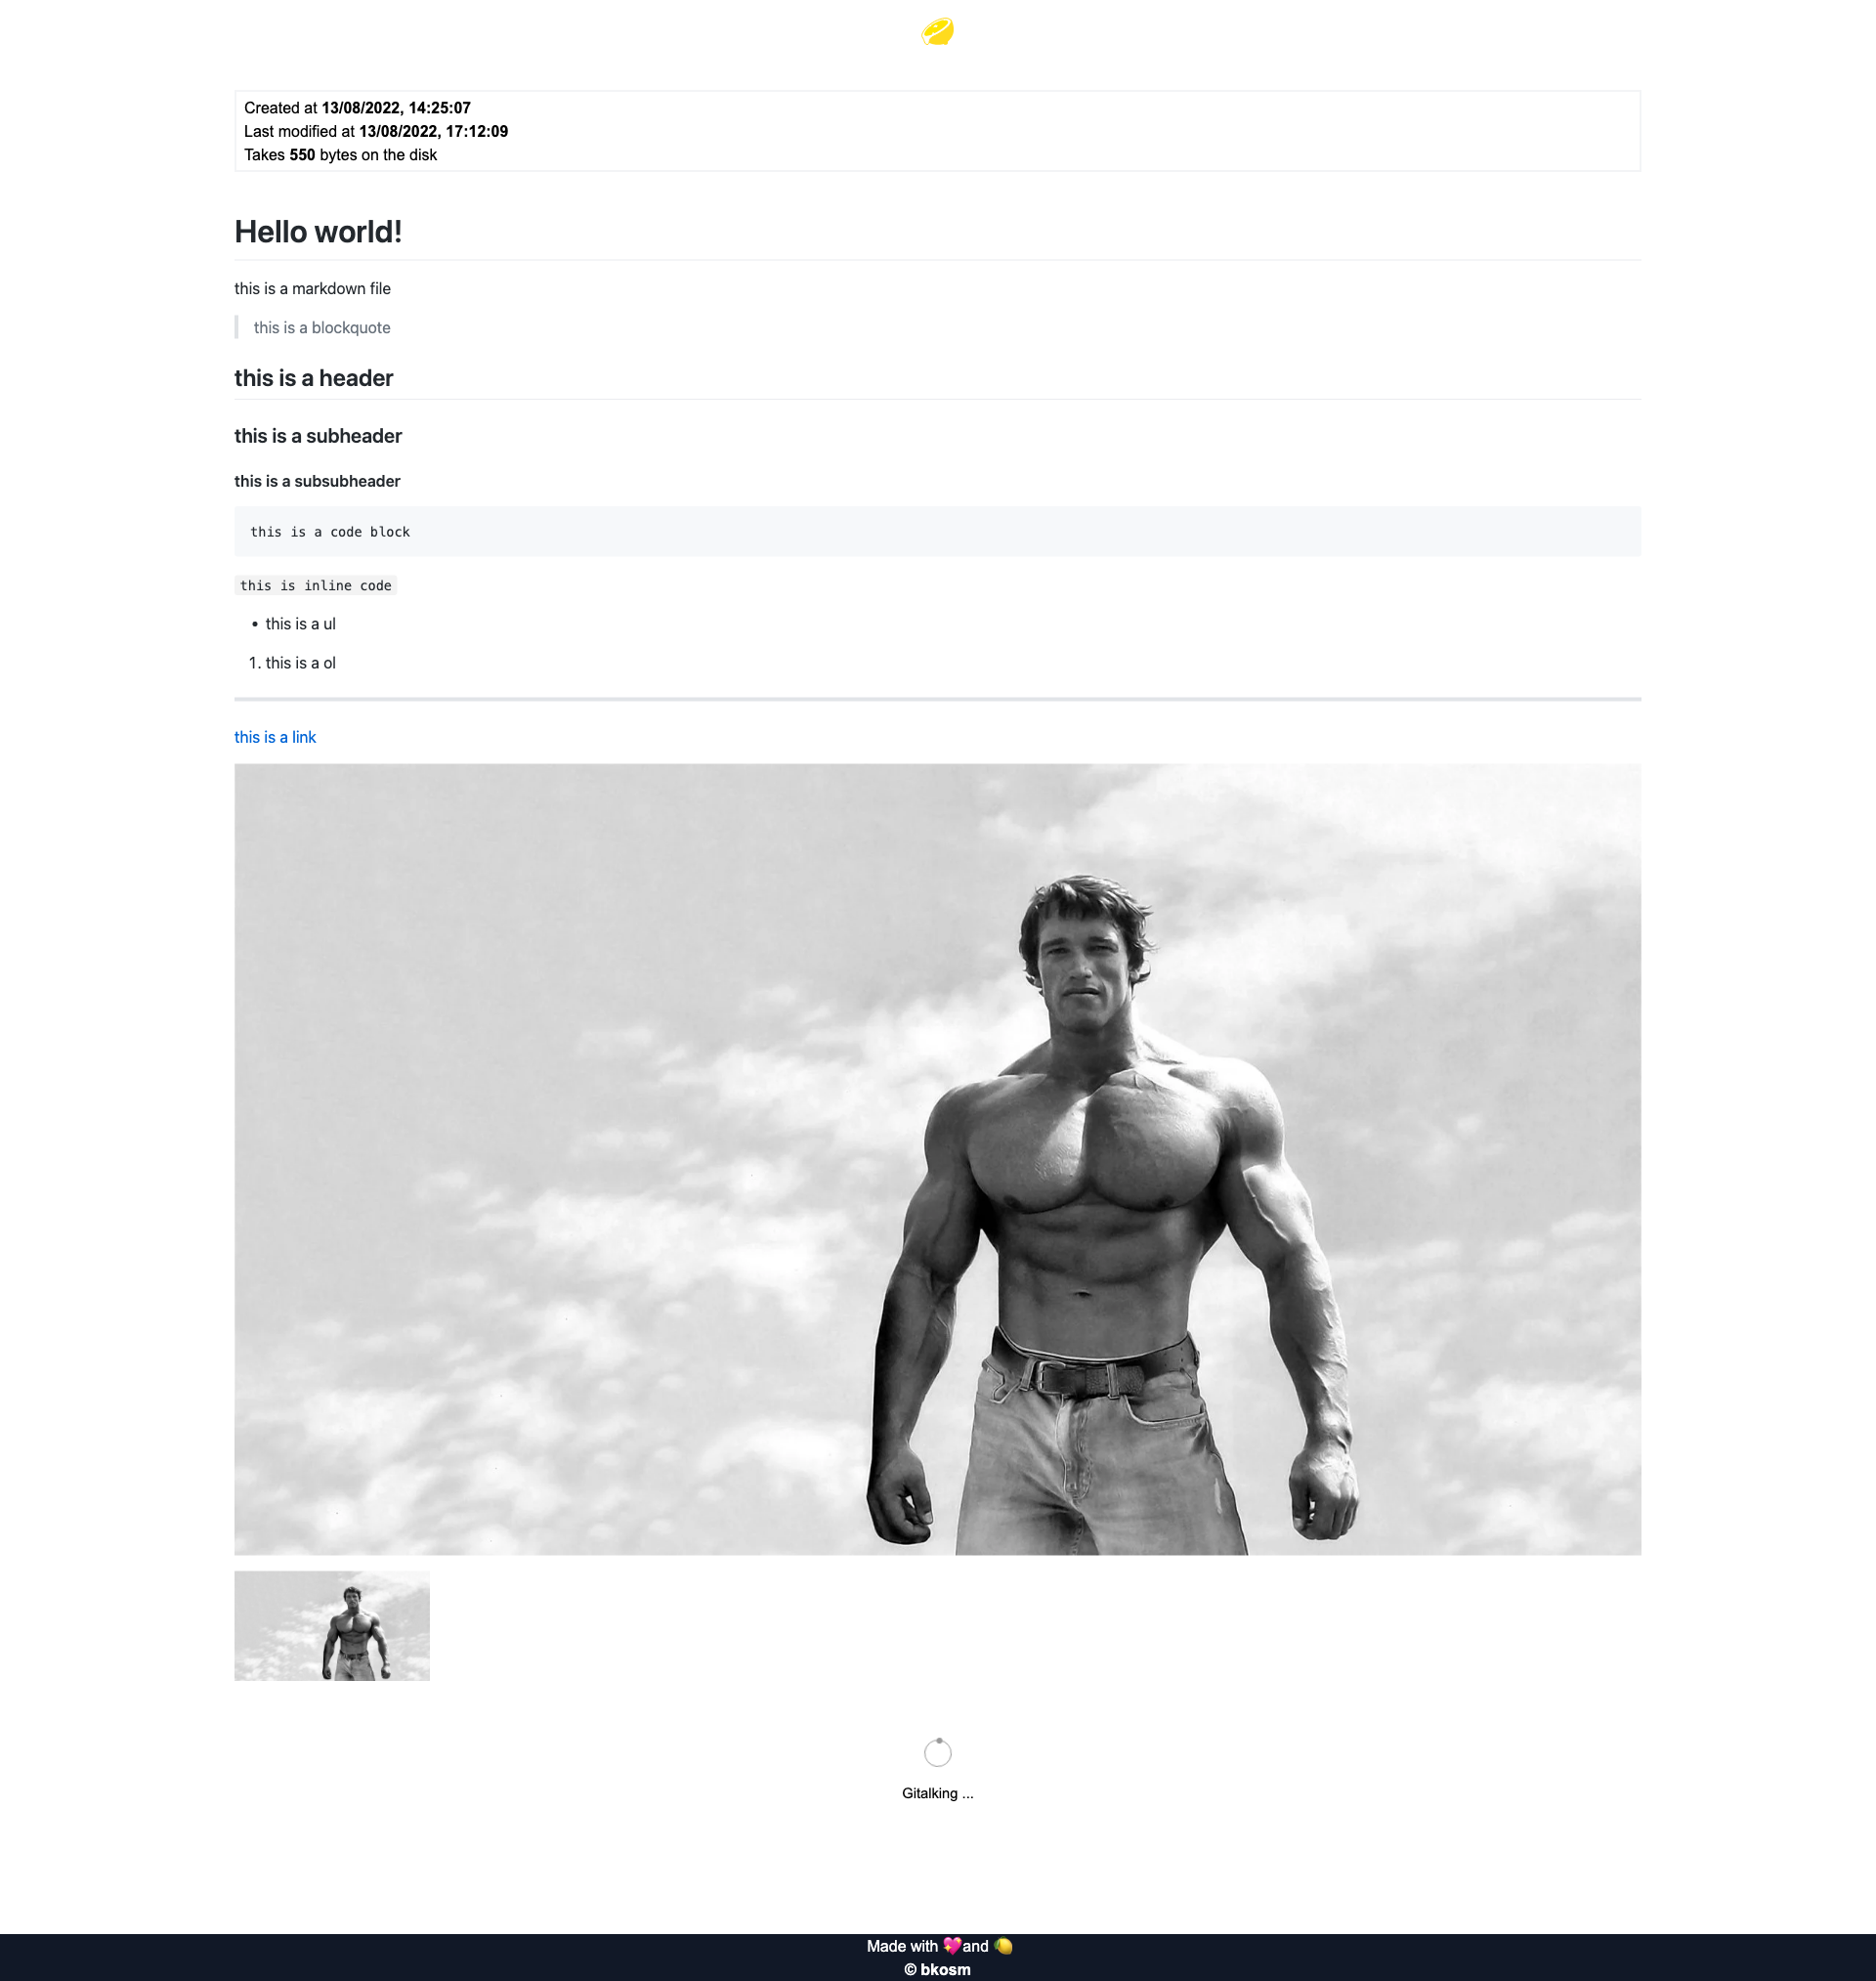 Created at 13/08/2022, 14:25:07
Last modified at 13/08/2022, 17:12:09
Takes 550 bytes on the disk
Hello world!
this is a markdown file
this is a blockquote
this is a header
this is a subheader
this is a subsubheader
this is a code block
this is inline code
• this is a ul
1. this is a ol
this is a link
Gitalking ...
Made with 💖and 🍋
© bkosm